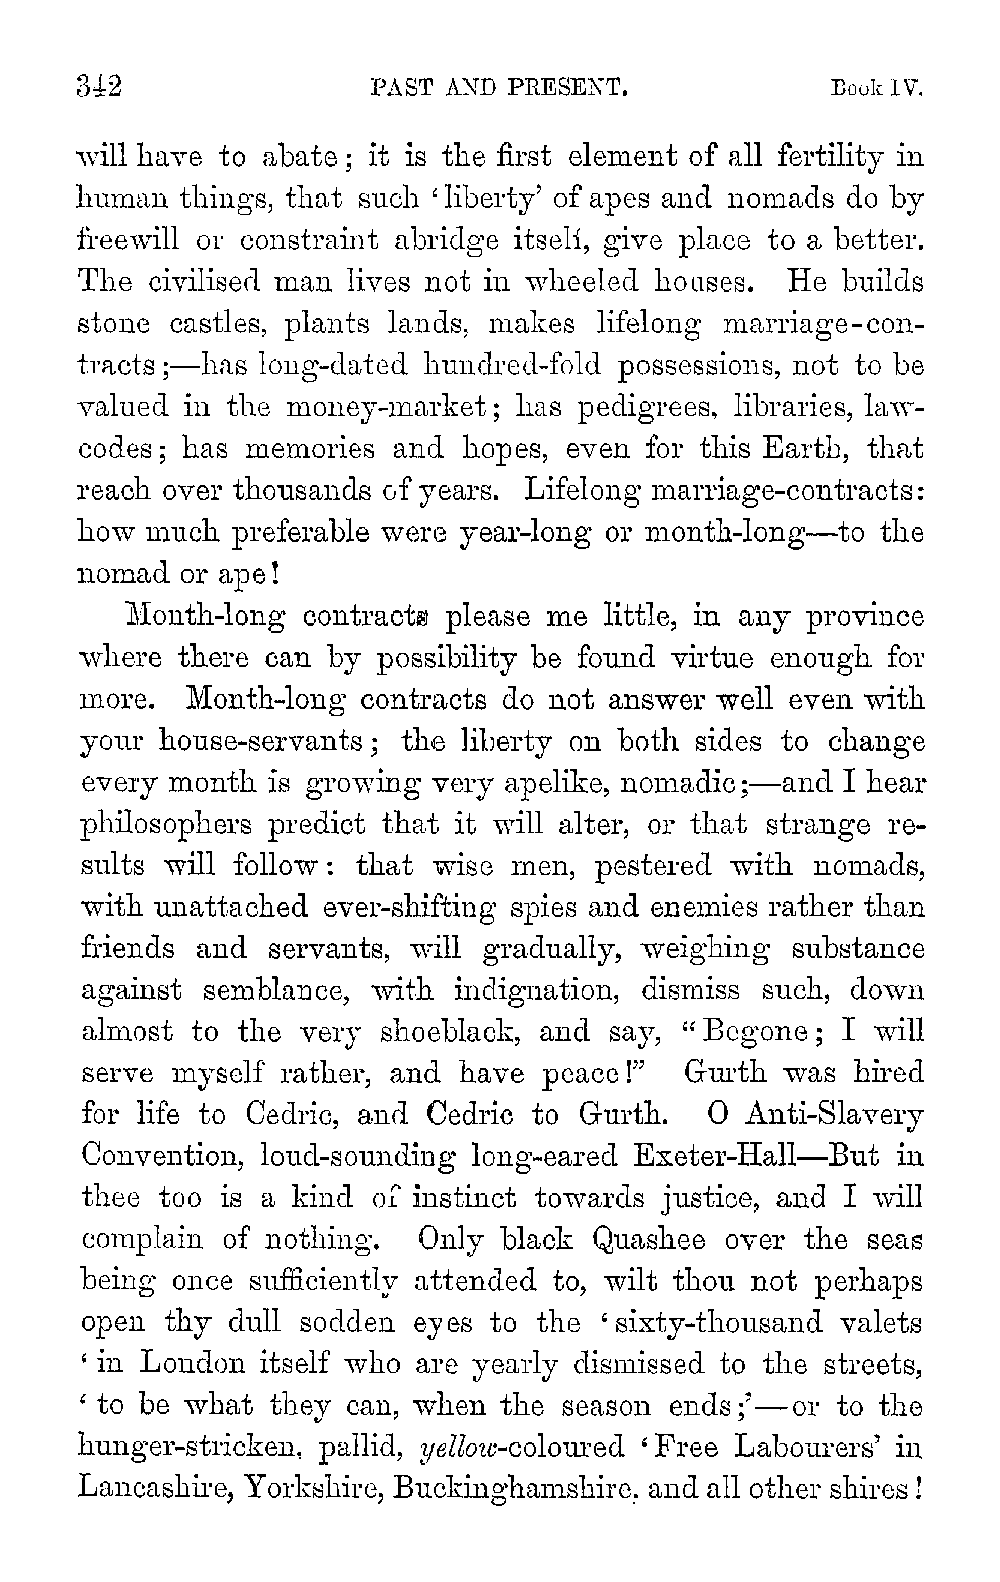 342 PAST AND PRESENT. Book IV.
will have to abate; it is the first element of all fertility in
human things, that such ‘liberty’ of apes and nomads do by
freewill or constraint abridge itself, give place to a better.
The civilised man lives not in wheeled houses. He builds
stone castles, plants lands, makes lifelong marriage-con-
tracts;—has long-dated hundred-fold possessions, not to be
valued in the money-market; has pedigrees, libraries, law-
codes; has memories and hopes, even for this Earth, that
reach over thousands of years. Lifelong marriage-contracts:
how much preferable were year-long or month-long—to the
nomad or ape!
Month-long contracts please me little, in any province
where there can by possibility be found virtue enough for
more. Month-long contracts do not answer well even with
your house-servants; the liberty on both sides to change
every month is growing very apelike, nomadic;—and I hear
philosophers predict that it will alter, or that strange re-
sults will follow: that wise men, pestered with nomads,
with unattached ever-shifting spies and enemies rather than
friends and servants, will gradually, weighing substance
against semblance, with indignation, dismiss such, down
almost to the very shoeblack, and say, “Begone; I will
serve myself rather, and have peace!” Gurth was hired
for life to Cedric, and Cedric to Gurth. O Anti-Slavery
Convention, loud-sounding long-eared Exeter-Hall—But in
thee too is a kind of instinct towards justice, and I will
complain of nothing. Only black Quashee over the seas
being once sufficiently attended to, wilt thou not perhaps
open thy dull sodden eyes to the ‘sixty-thousand valets
‘in London itself who are yearly dismissed to the streets,
‘to be what they can, when the season ends;’—or to the
hunger-stricken, pallid, yellow-coloured ‘Free Labourers’ in
Lancashire, Yorkshire, Buckinghamshire, and all other shires!